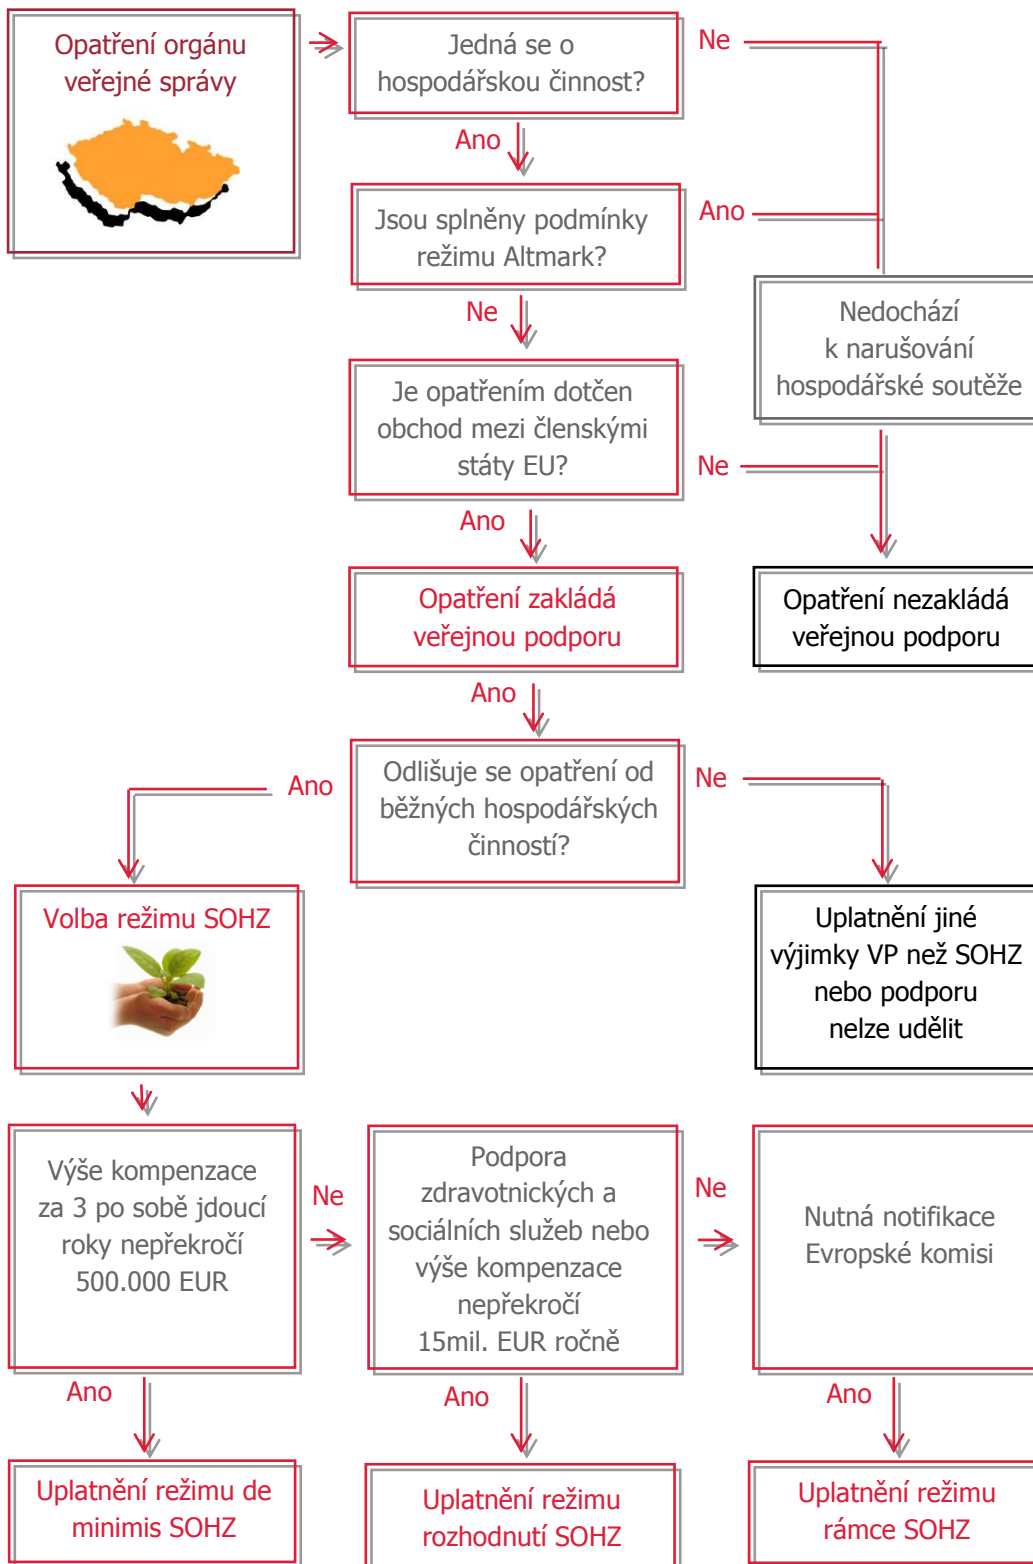 Opatření orgánu
veřejné správy
Jedná se o
hospodářskou činnost?
Ne
Ano
Jsou splněny podmínky
režimu Altmark?
Ano
Ne
Nedochází
k narušování
hospodářské soutěže
Je opatřením dotčen
obchod mezi členskými
státy EU?
Ne
Ano
Opatření zakládá
veřejnou podporu
Opatření nezakládá
veřejnou podporu
Ano
Odlišuje se opatření od
běžných hospodářských
činností?
Ano
Ne
Volba režimu SOHZ
Uplatnění jiné
výjimky VP než SOHZ
nebo podporu
nelze udělit
Výše kompenzace
za 3 po sobě jdoucí
roky nepřekročí
500.000 EUR
Ne
Podpora
zdravotnických a
sociálních služeb nebo
výše kompenzace
nepřekročí
15mil. EUR ročně
Ne
Nutná notifikace
Evropské komisi
Ano
Ano
Ano
Uplatnění režimu de
minimis SOHZ
Uplatnění režimu
rozhodnutí SOHZ
Uplatnění režimu
rámce SOHZ